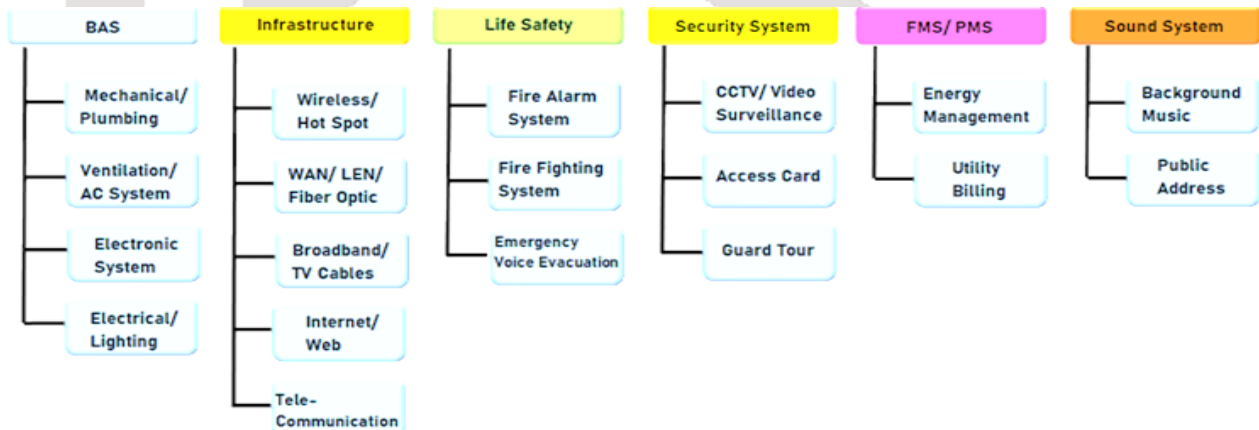 BAS
Mechanical/
Plumbing
Ventilation/
AC System
Electronic
System
Electrical/
Lighting
Infrastructure
Wireless/
Hot Spot
WAN/ LEN/
Fiber Optic
Broadband/
TV Cables
Internet/
Web
Tele-
Communication
Life Safety
Fire Alarm
System
Fire Fighting
System
Emergency
Voice Evacuation
Security System
CCTV/ Video
Surveillance
Access Card
Guard Tour
FMS/ PMS
Energy
Management
Utility
Billing
Sound System
Background
Music
Public
Address